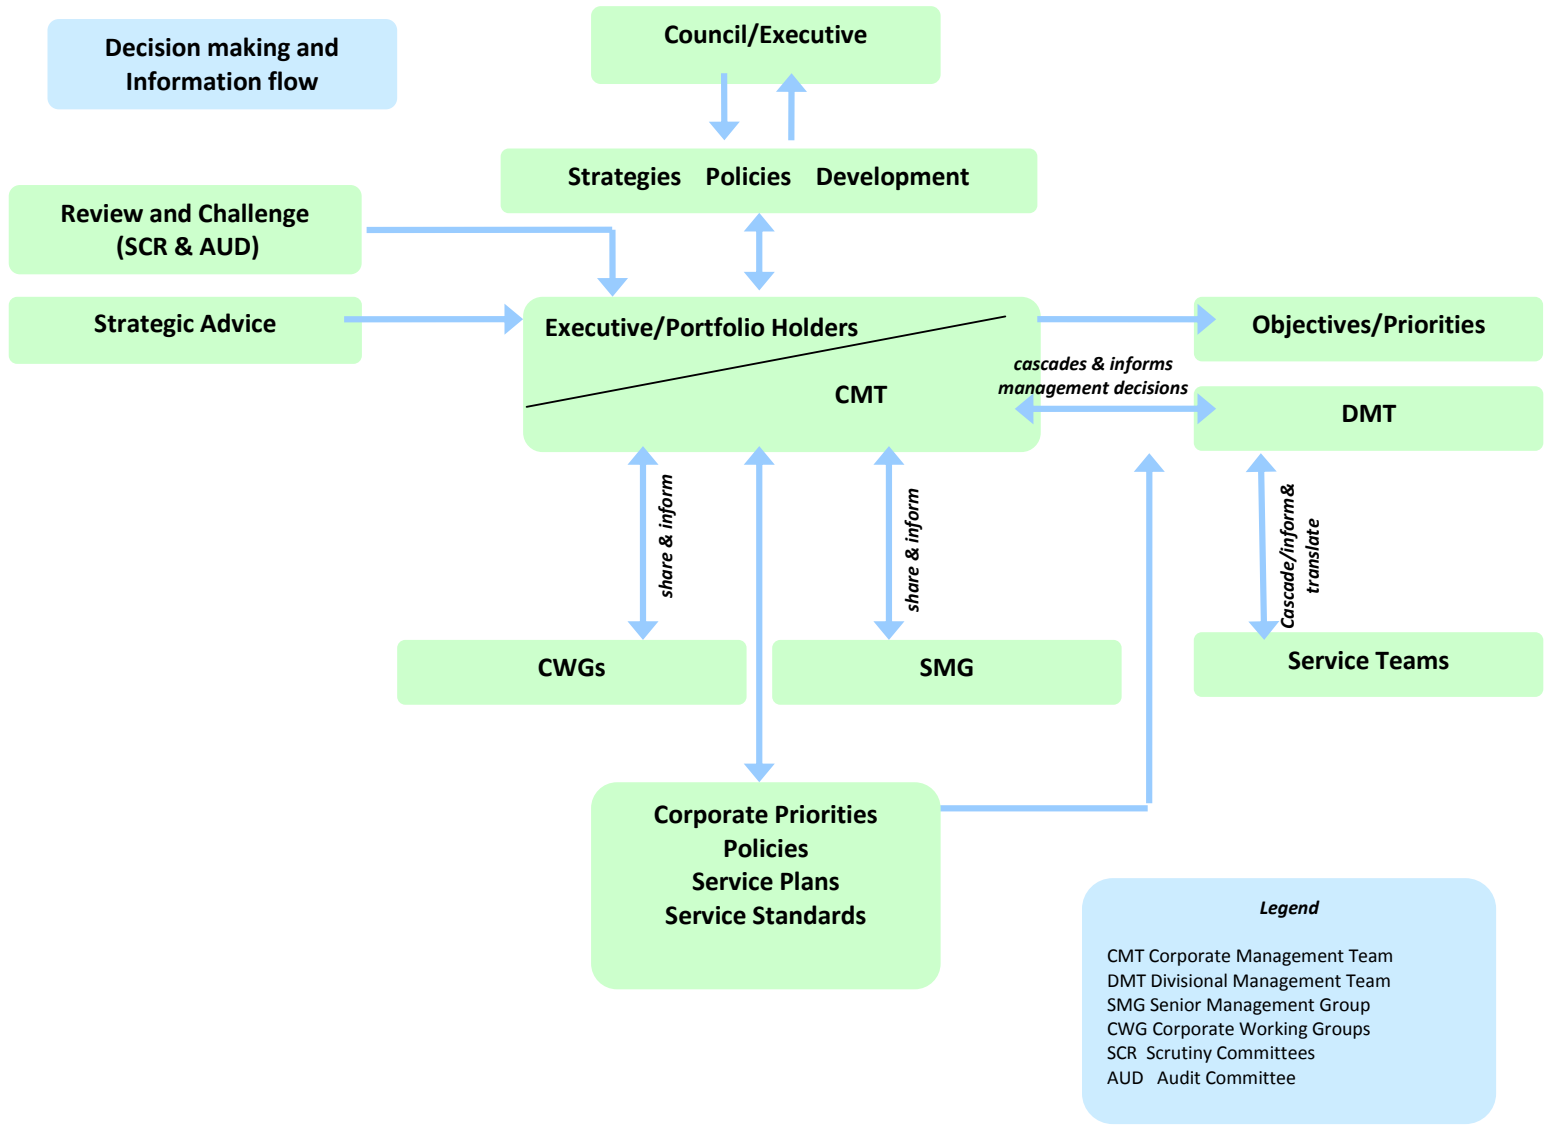 Decision making and
Information flow
Council/Executive
Strategies Policies Development
Review and Challenge
(SCR & AUD)
Strategic Advice
Executive/Portfolio Holders
CMT
Objectives/Priorities
cascades & informs
management decisions
DMT
share & inform
share & inform
Cascade/inform&
translate
CWGs
SMG
Service Teams
Corporate Priorities
Policies
Service Plans
Service Standards
Legend
CMT Corporate Management Team
DMT Divisional Management Team
SMG Senior Management Group
CWG Corporate Working Groups
SCR Scrutiny Committees
AUD Audit Committee